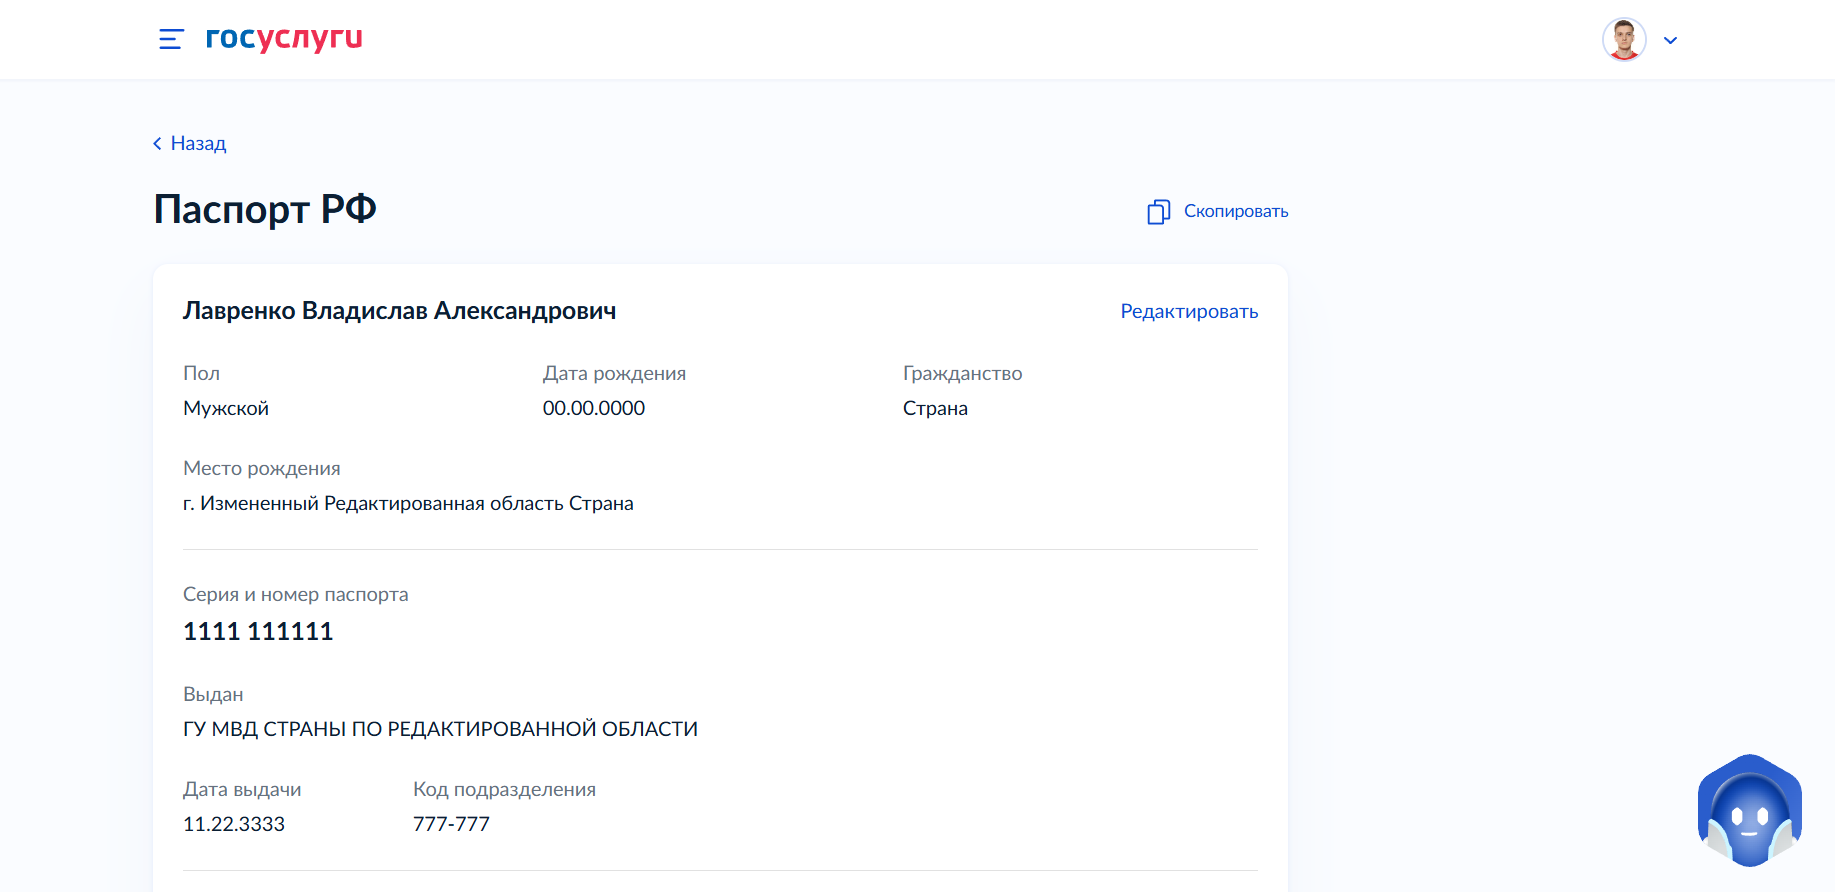 госуслуги
Назад
Паспорт РФ
Скопировать
Лавренко Владислав Александрович
Редактировать
Пол
Дата рождения
Гражданство
Мужской
00.00.0000
Страна
Место рождения
г. Измененный Редактированная область Страна
Серия и номер паспорта
1111 111111
Выдан
ГУ МВД СТРАНЫ ПО РЕДАКТИРОВАННОЙ ОБЛАСТИ
Дата выдачи
Код подразделения
11.22.3333
777-777